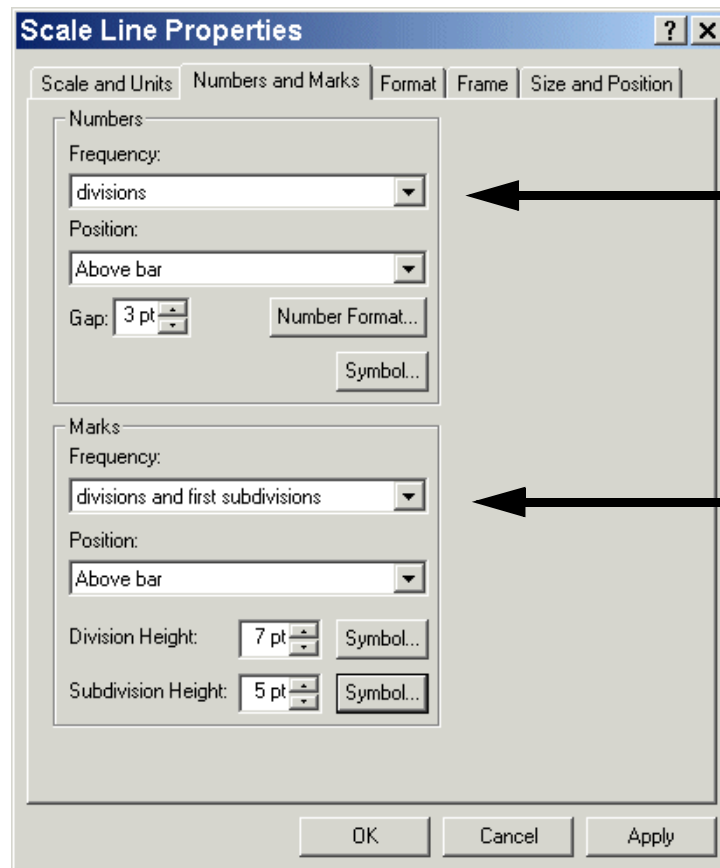 Scale Line Properties
Scale and Units Numbers and Marks Format Frame Size and Position
Numbers
Frequency:
divisions
Position:
Above bar
Gap: 3 pt Number Format...
Symbol...
Marks
Frequency:
divisions and first subdivisions
Position:
Above bar
Division Height: 7 pt Symbol...
Subdivision Height: 5 pt Symbol...
OK Cancel Apply